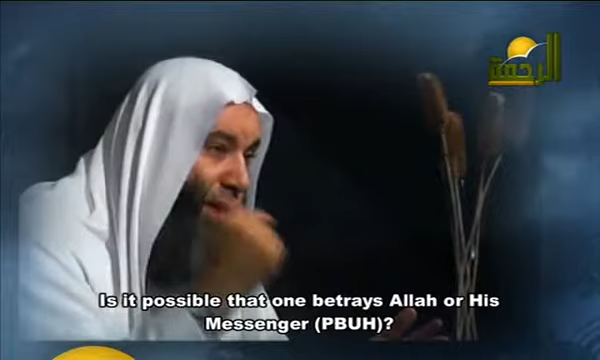 الرحمة
Is it possible that one betrays Allah or His
Messenger (PBUH)?